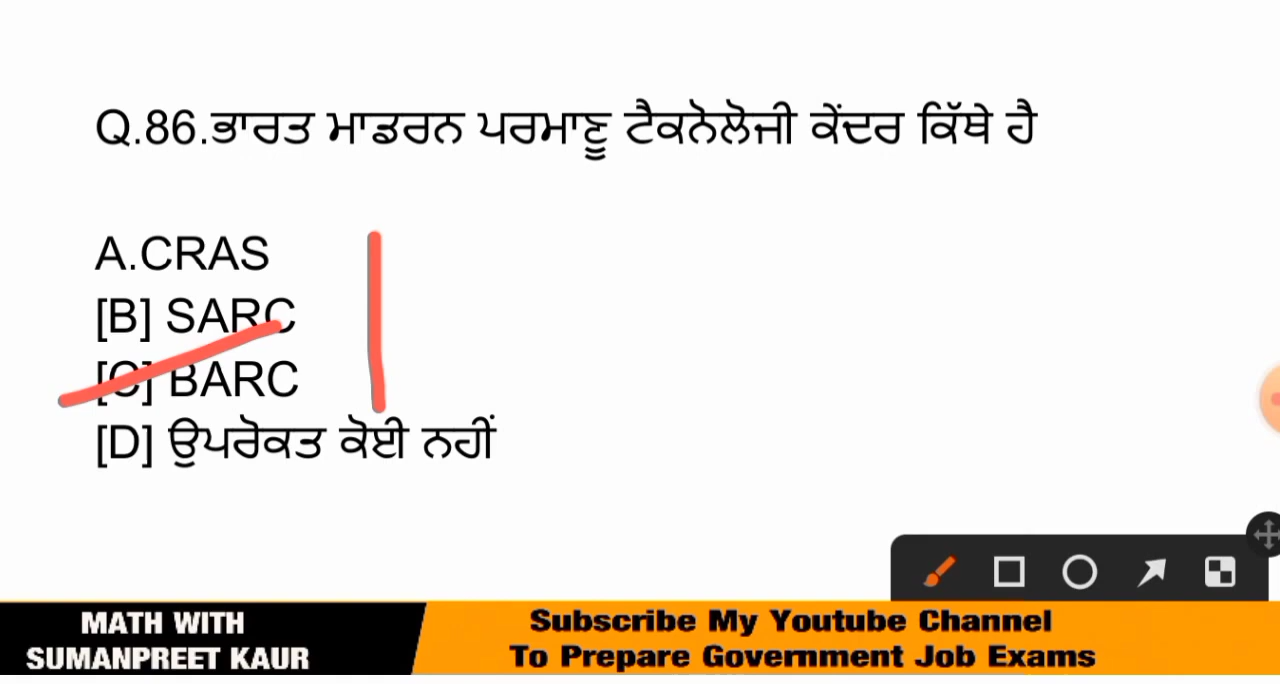 Q.86.ਭਾਰਤ ਮਾਡਰਨ ਪਰਮਾਣੂ ਟੈਕਨੋਲੋਜੀ ਕੇਂਦਰ ਕਿੱਥੇ ਹੈ
A.CRAS
[B] SARC
[C] BARC
[D] ਉਪਰੋਕਤ ਕੋਈ ਨਹੀਂ
MATH WITH
SUMANPREET KAUR
Subscribe My Youtube Channel
To Prepare Government Job Exams